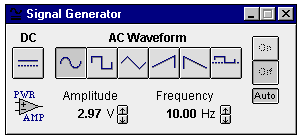 Signal Generator
DC AC Waveform
On
Off
Auto
PWR
AMP
Amplitude Frequency
2.97 V 10.00 Hz